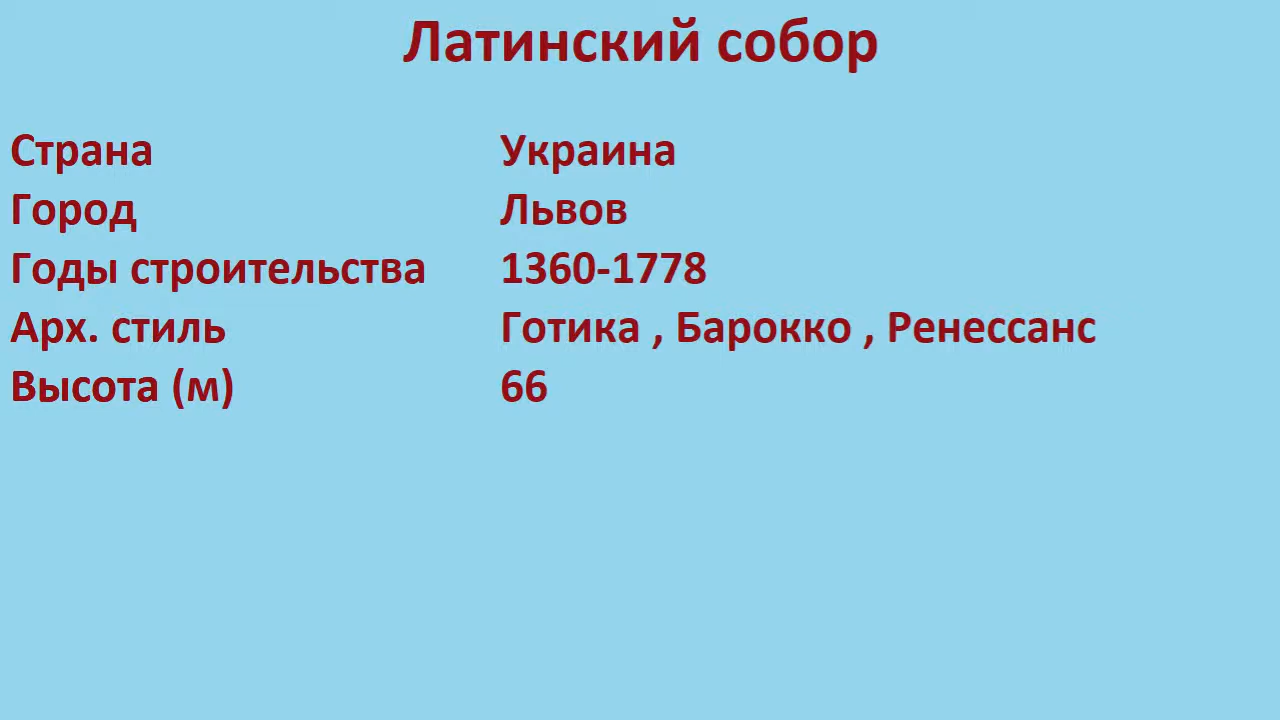 Латинский собор
Страна Украина
Город Львов
Годы строительства 1360-1778
Арх. стиль Готика , Барокко , Ренессанс
Высота (м) 66